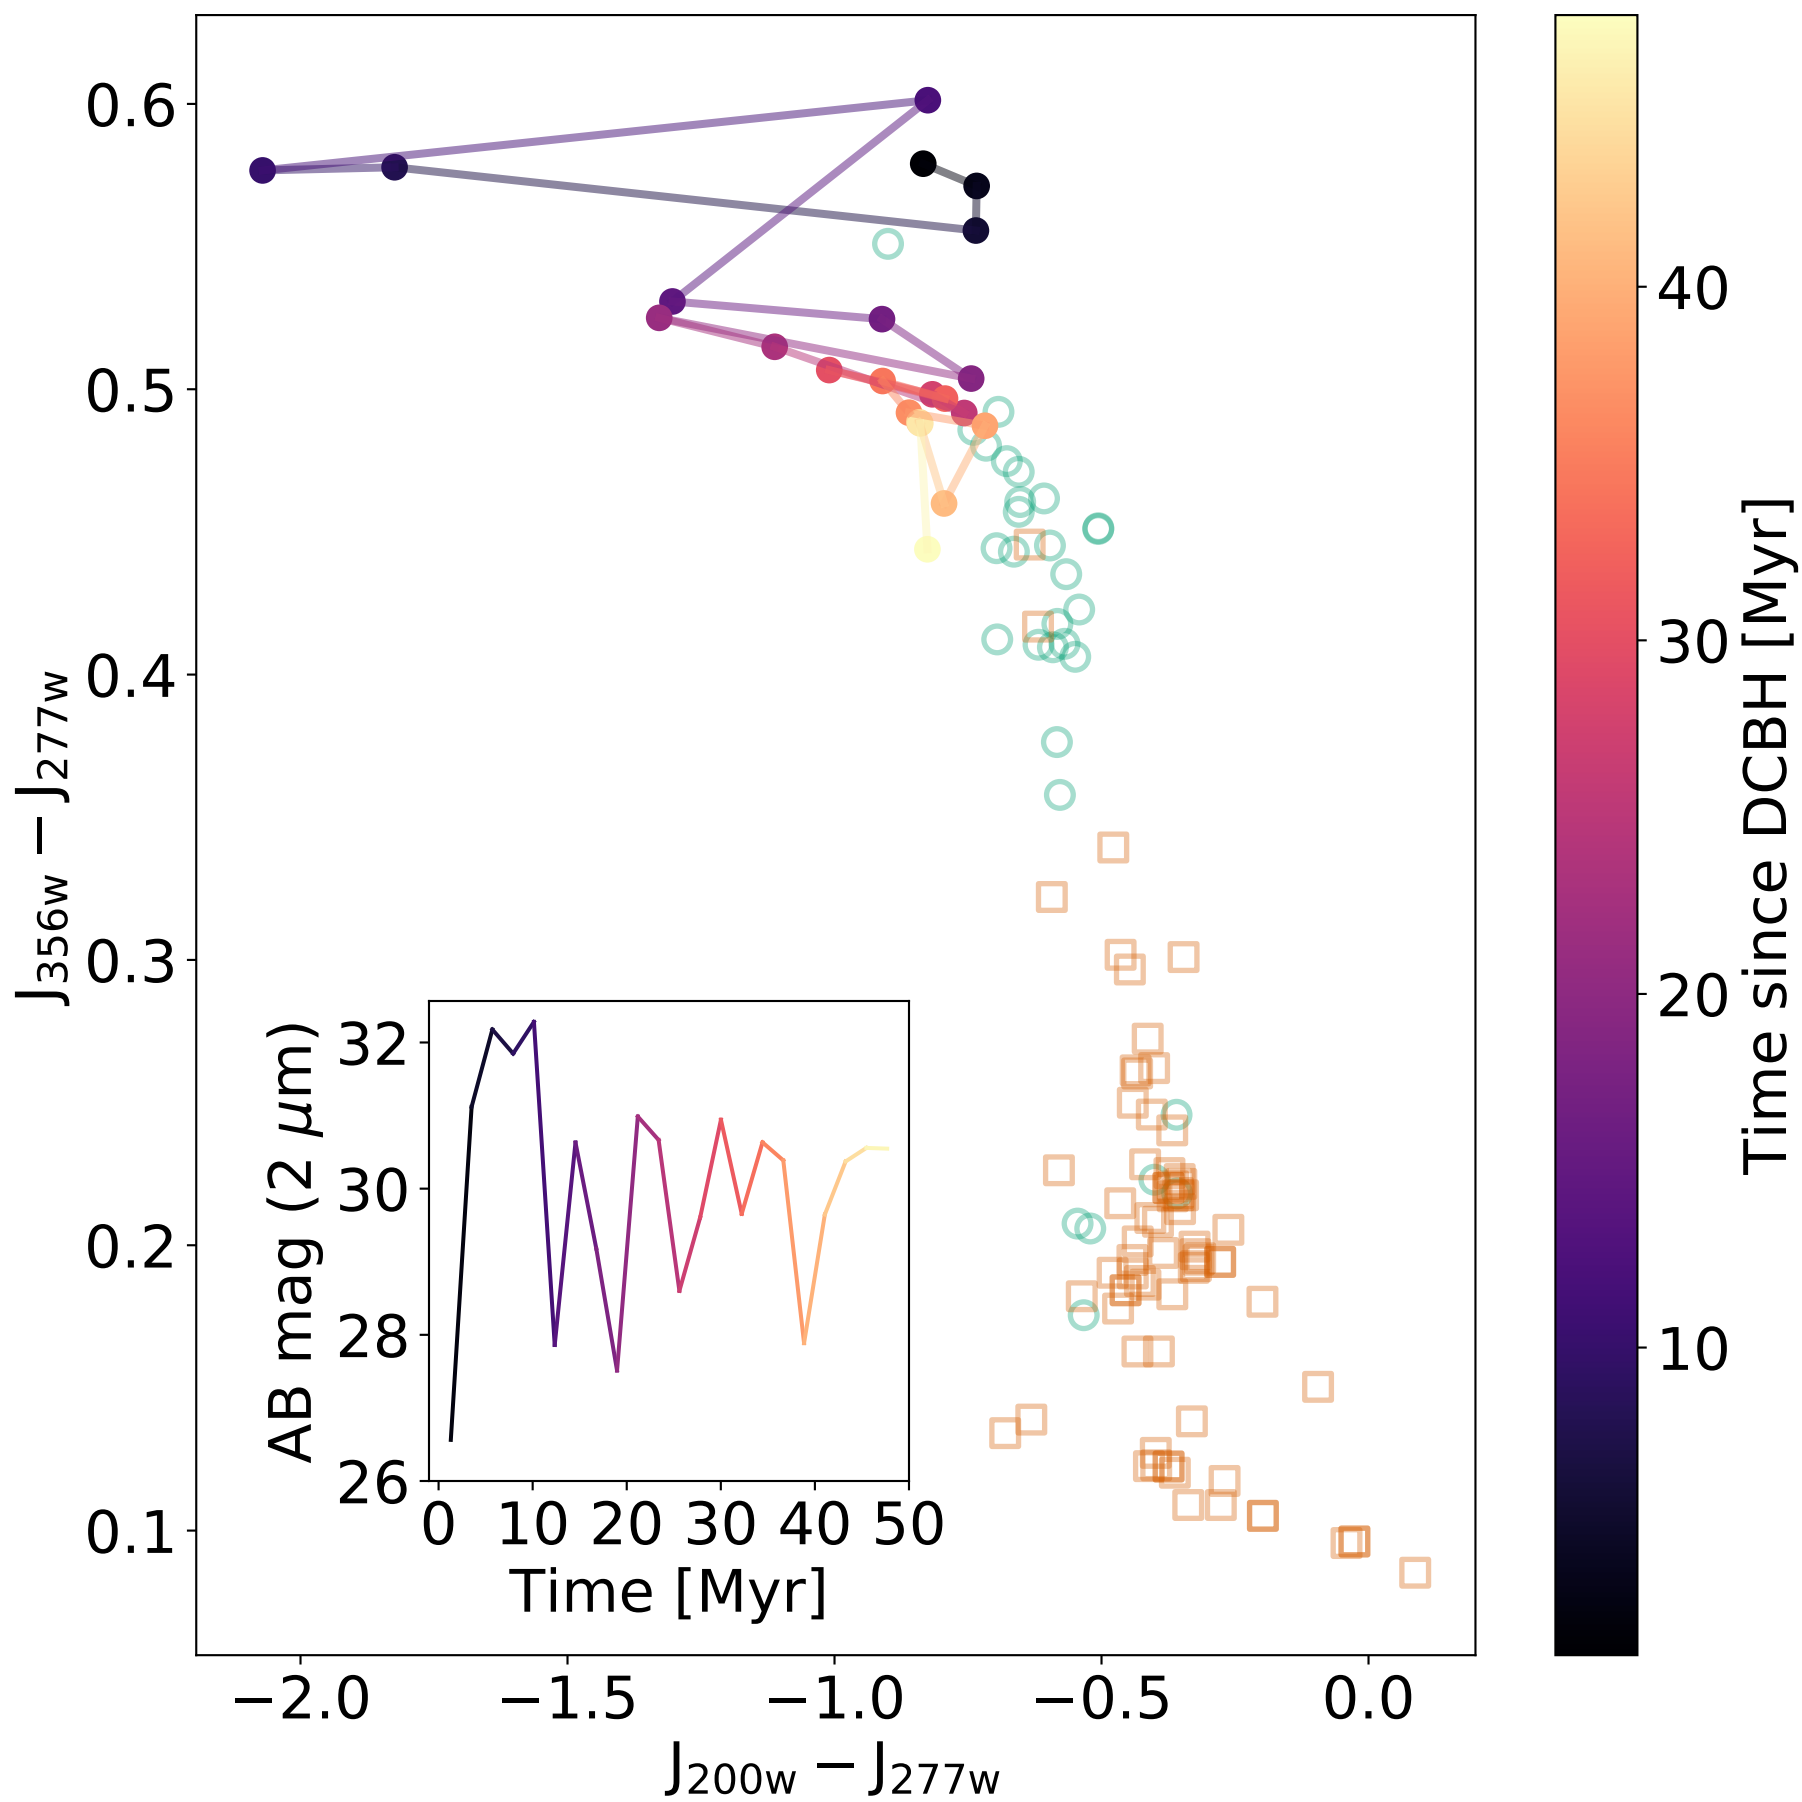 0.6
0.5
0.4
0.3
0.2
0.1
J356w − J277w
−2.0 −1.5 −1.0 −0.5 0.0
J200w − J277w
32
30
28
26
AB mag (2 μm)
0 10 20 30 40 50
Time [Myr]
40
30
20
10
Time since DCBH [Myr]